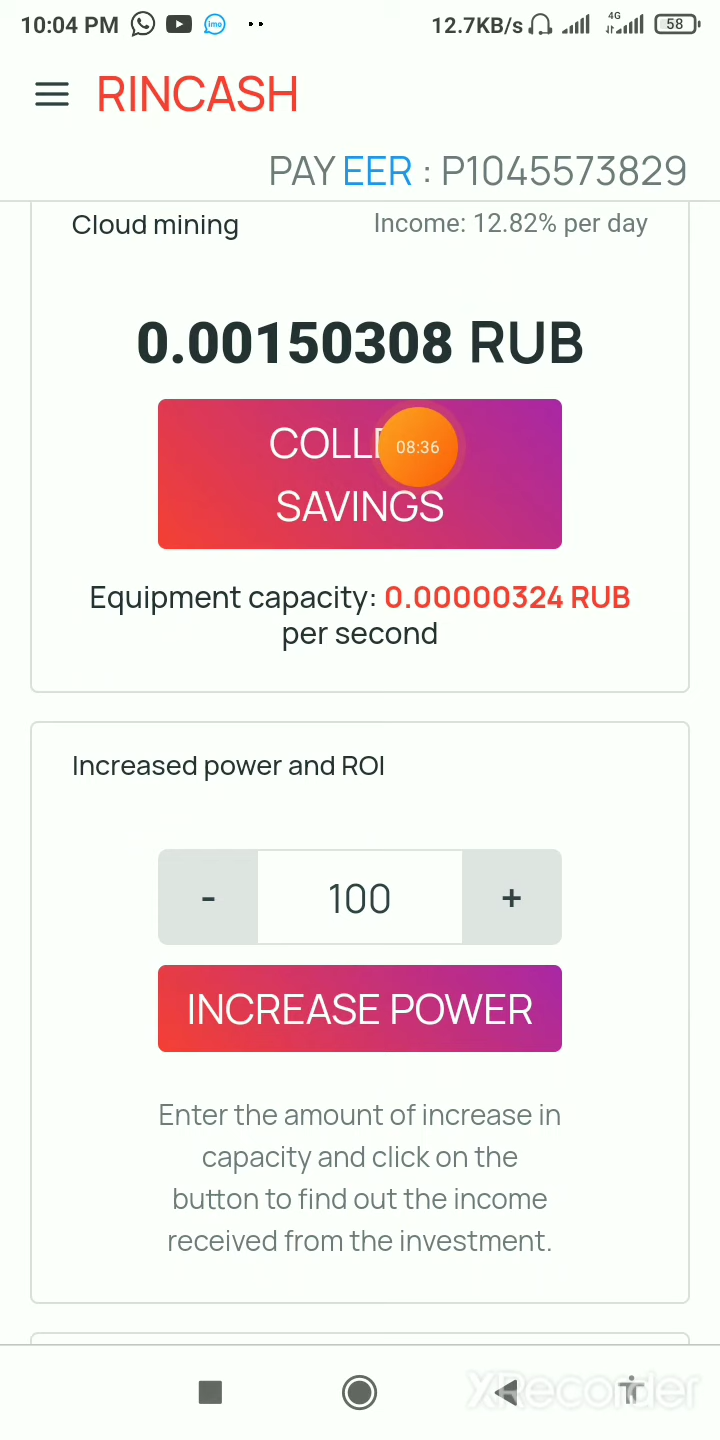 10:04 PM imo 12.7KB/s 4G 58
RINCASH
PAYEER : P1045573829
Cloud mining Income: 12.82% per day
0.00150308 RUB
COLLE 08:36
SAVINGS
Equipment capacity: 0.00000324 RUB
per second
Increased power and ROI
- 100 +
INCREASE POWER
Enter the amount of increase in
capacity and click on the
button to find out the income
received from the investment.
XRecorder